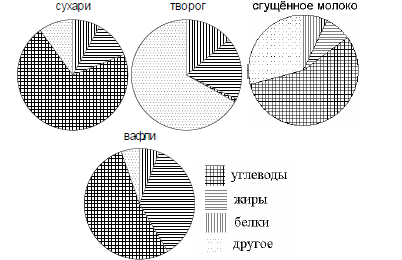 сухари
творог
сгущённое молоко
вафли
углеводы
жиры
белки
другое